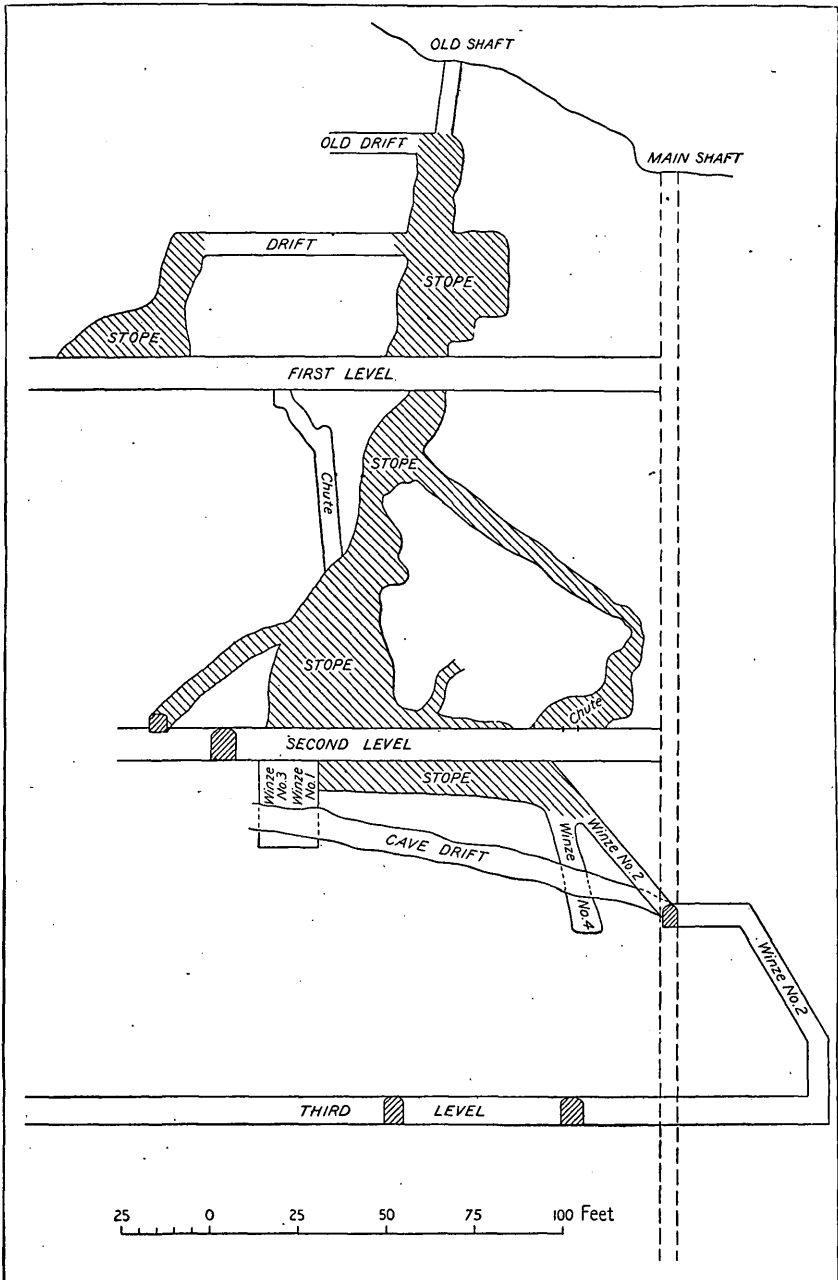 OLD SHAFT
OLD DRIFT
MAIN SHAFT
DRIFT
STOPE
STOPE
FIRST LEVEL
STOPE
Chute
STOPE
Chute
SECOND LEVEL
Winze
No.3
Winze
No.1
STOPE
CAVE DRIFT
Winze
No.4
Winze No.2
Winze No.2
THIRD LEVEL
25 0 25 50 75 100 Feet